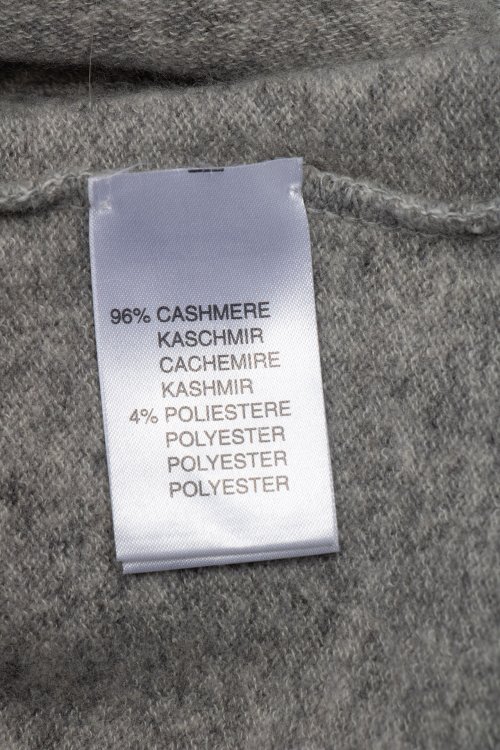 96% CASHMERE
KASCHMIR
CACHEMIRE
KASHMIR
4% POLIESTERE
POLYESTER
POLYESTER
POLYESTER